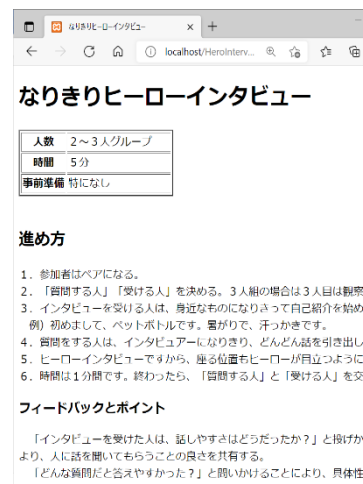 なりきりヒーローインタビュー
localhost/HeroInterv...
なりきりヒーローインタビュー
人数 2～3人グループ
時間 5分
事前準備 特になし
進め方
1．参加者はペアになる。
2．「質問する人」「受ける人」を決める。3人組の場合は3人目は観察
3．インタビューを受ける人は、身近なものになりきって自己紹介を始め
例）初めまして、ペットボトルです。暑がりで、汗っかきです。
4．質問をする人は、インタビュアーになりきり、どんどん話を引き出し
5．ヒーローインタビューですから、座る位置もヒーローが目立つように
6．時間は1分間です。終わったら、「質問する人」と「受ける人」を交
フィードバックとポイント
「インタビューを受けた人は、話しやすさはどうだったか？」と投げか
より、人に話を聞いてもらうことの良さを共有する。
「どんな質問だと答えやすかった？」と問いかけることにより、具体性